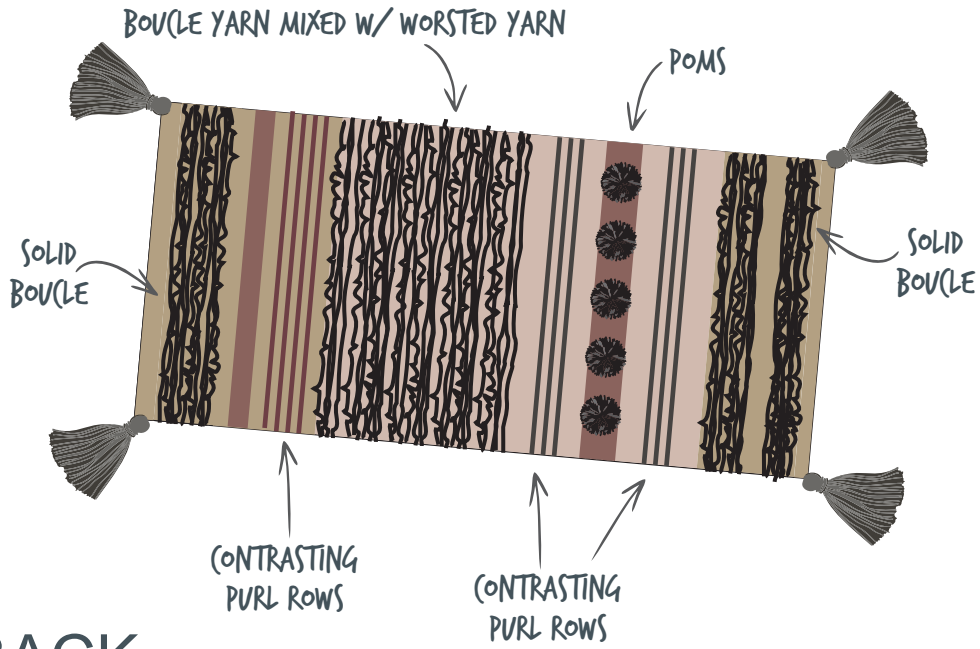 BOUCLE YARN MIXED W/ WORSTED YARN
POMS
SOLID
BOUCLE
SOLID
BOUCLE
CONTRASTING
PURL ROWS
CONTRASTING
PURL ROWS